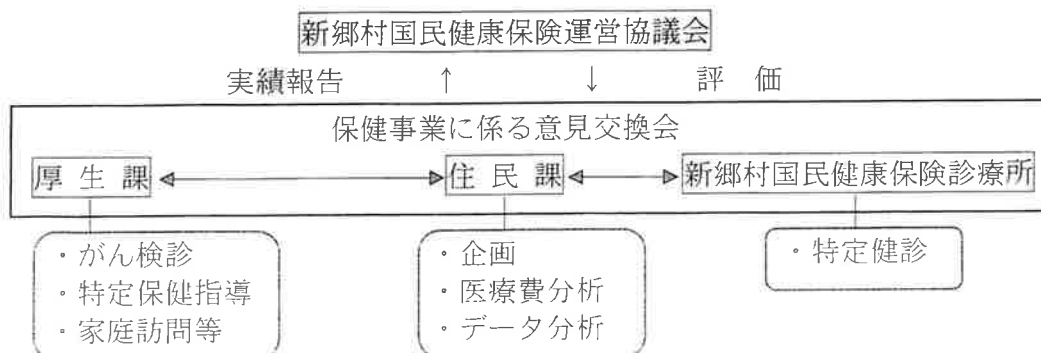 新郷村国民健康保険運営協議会
実績報告 ↑ ↓ 評 価
保健事業に係る意見交換会
厚 生 課 住 民 課 新郷村国民健康保険診療所
・がん検診
・特定保健指導
・家庭訪問等
・企画
・医療費分析
・データ分析
・特定健診